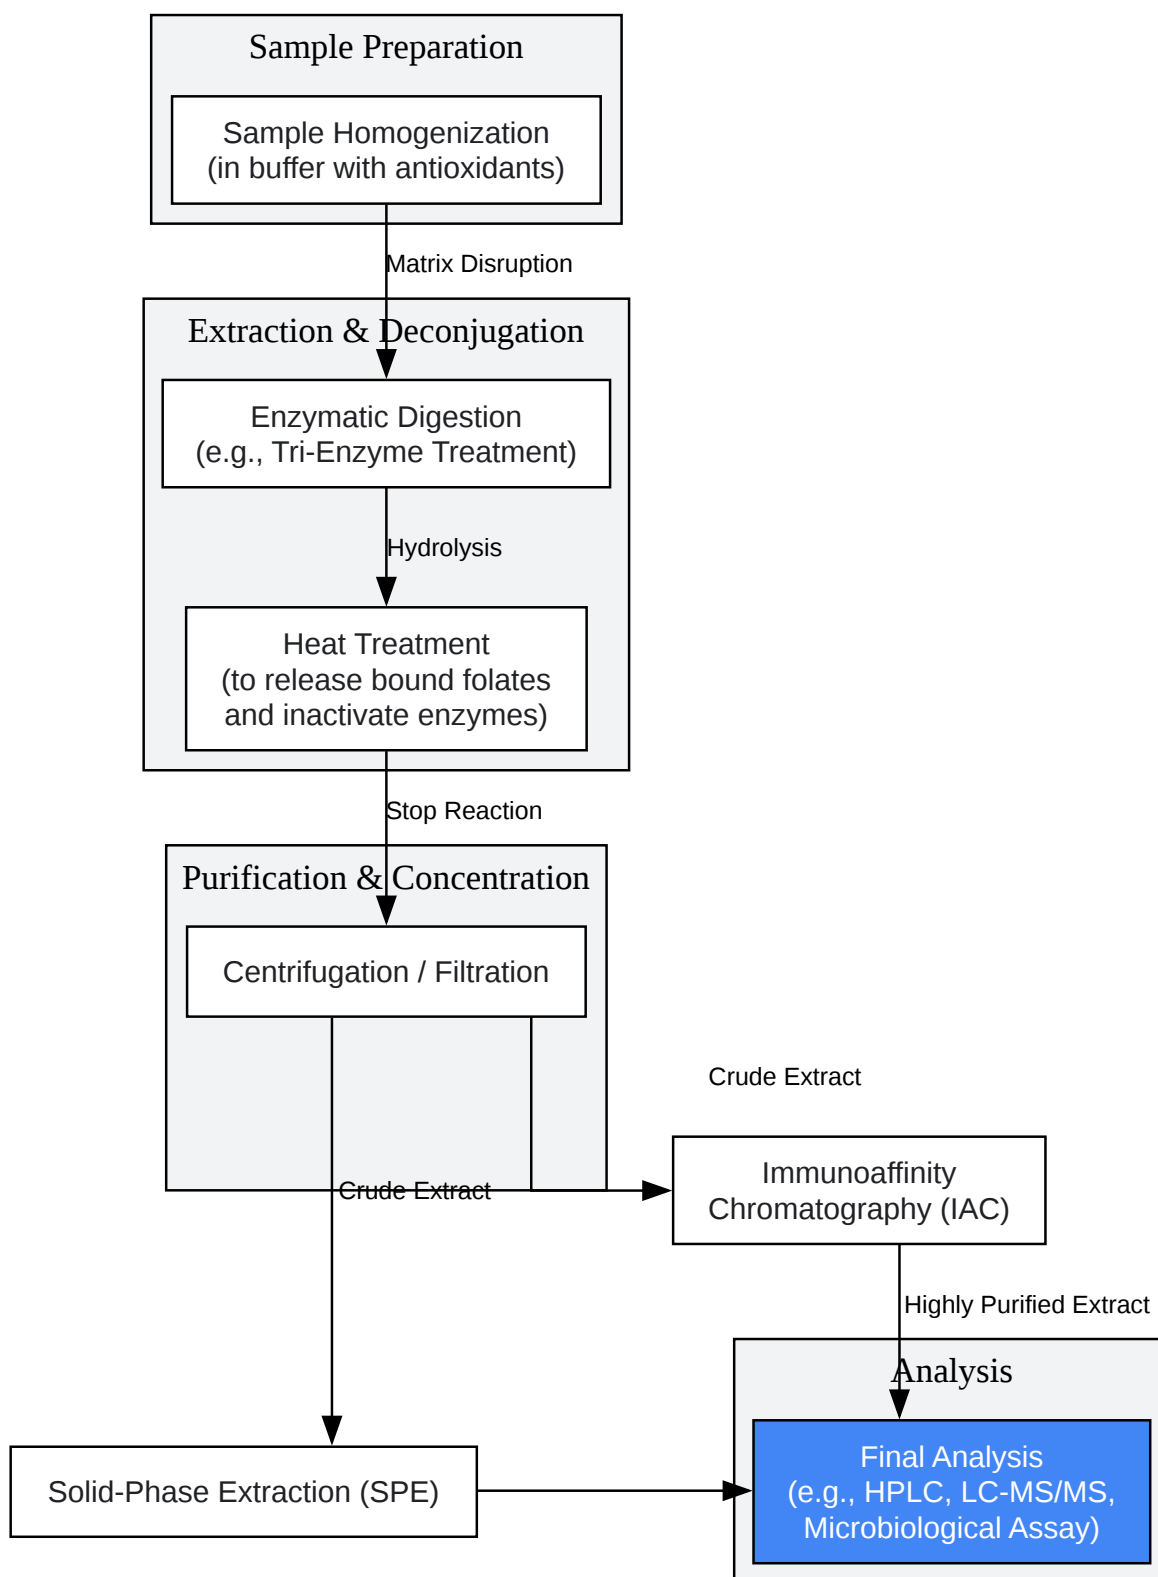 Sample Preparation
Sample Homogenization
(in buffer with antioxidants)
Matrix Disruption
Extraction & Deconjugation
Enzymatic Digestion
(e.g., Tri-Enzyme Treatment)
Hydrolysis
Heat Treatment
(to release bound folates
and inactivate enzymes)
Stop Reaction
Purification & Concentration
Centrifugation / Filtration
Crude Extract
Immunoaffinity
Chromatography (IAC)
Crude Extract
Highly Purified Extract
Analysis
Final Analysis
(e.g., HPLC, LC-MS/MS,
Microbiological Assay)
Solid-Phase Extraction (SPE)